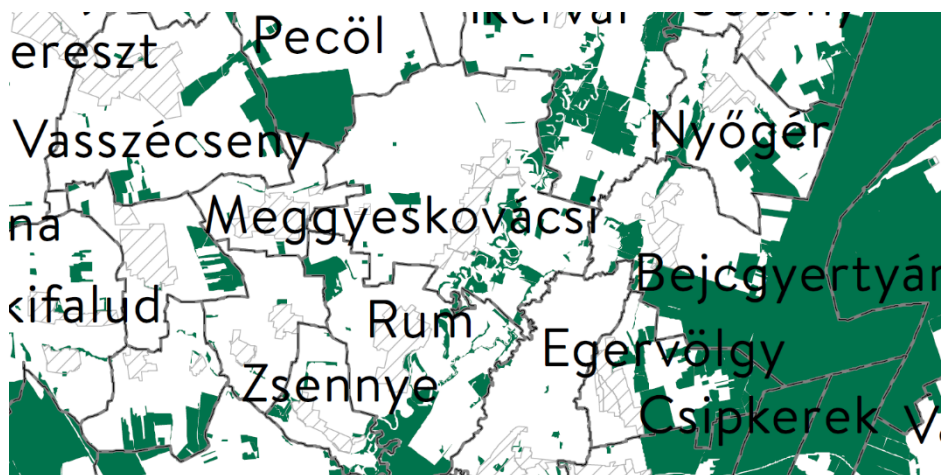 Pecöl
ereszt
Vasszécseny
Nyőgér
Meggyeskovácsi
na
Bejcgyertyán
kifalud
Rum
Egervölgy
Zsennye
Csipkerek